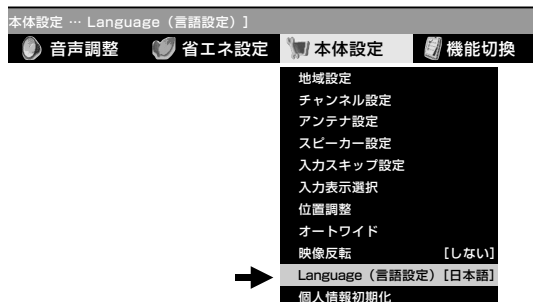 本体設定 … Language（言語設定）］
音声調整 省エネ設定 本体設定 機能切換
地域設定
チャンネル設定
アンテナ設定
スピーカー設定
入力スキップ設定
入力表示選択
位置調整
オートワイド
映像反転 ［しない］
Language（言語設定）［日本語］
個人情報初期化